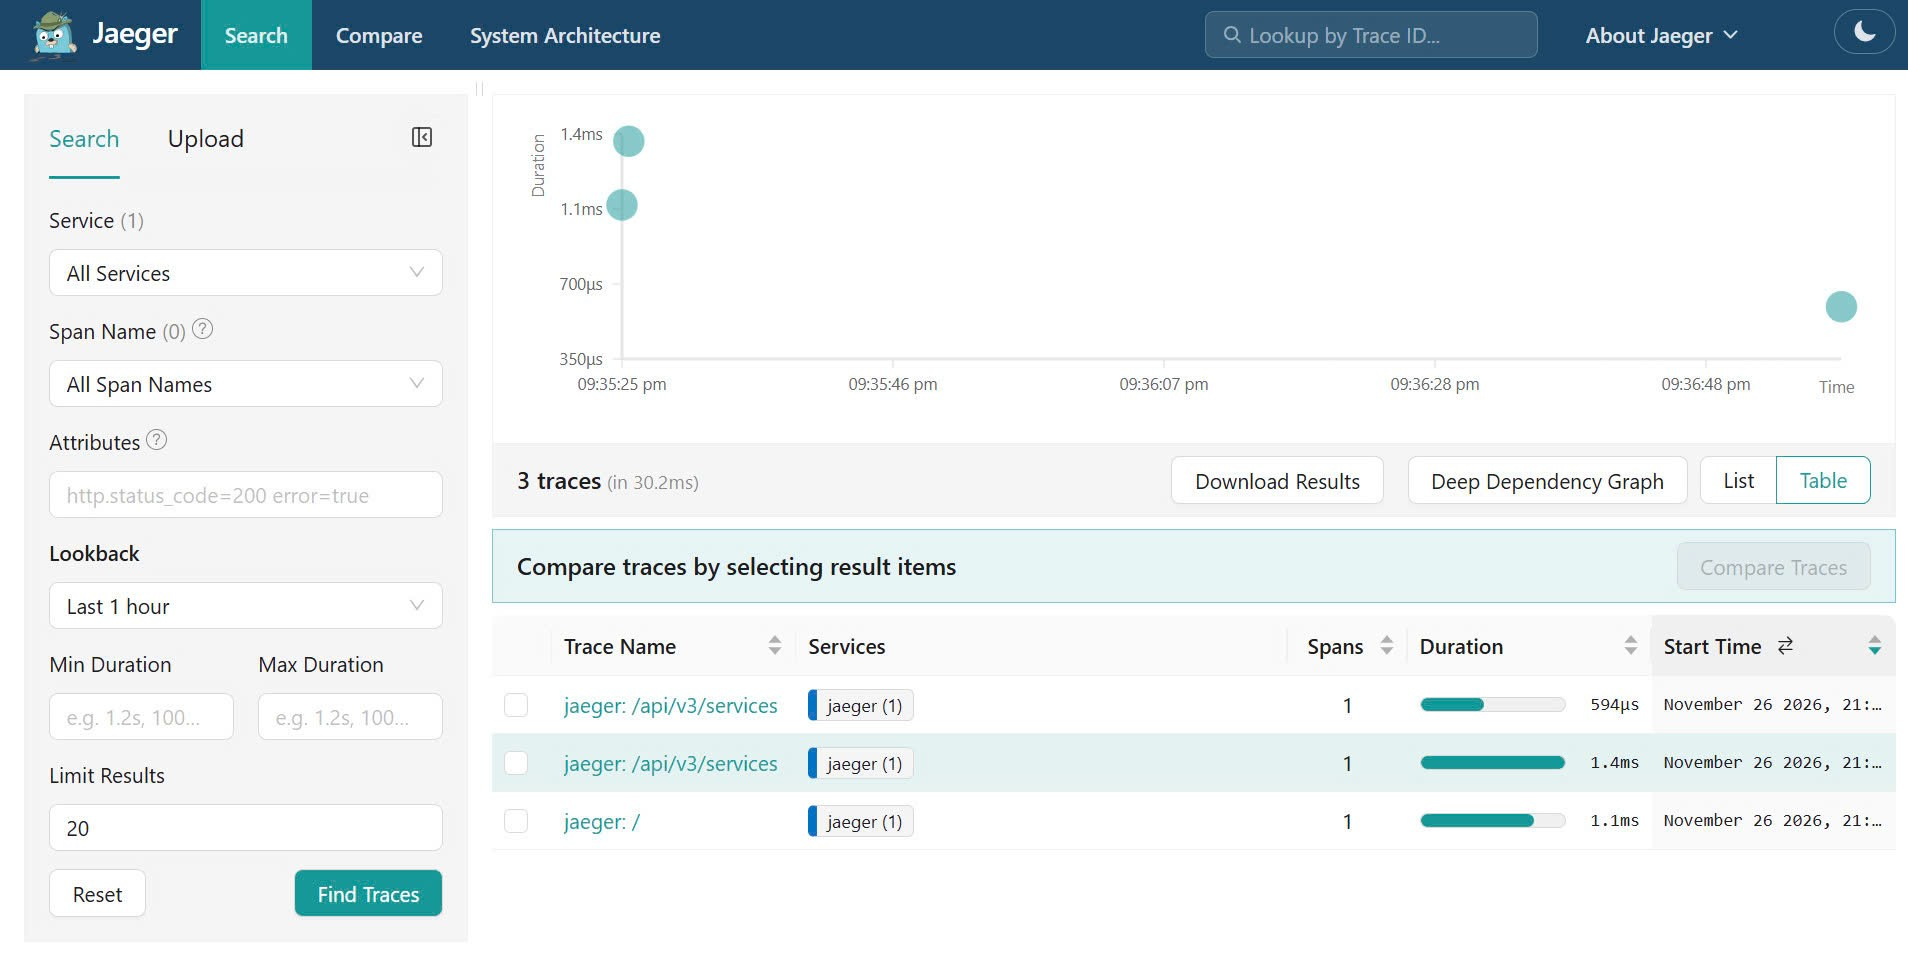 Jaeger
Search
Compare
System Architecture
Lookup by Trace ID...
About Jaeger
Search
Upload
Service (1)
All Services
Span Name (0) ?
All Span Names
Attributes ?
http.status_code=200 error=true
Lookback
Last 1 hour
Min Duration Max Duration
e.g. 1.2s, 100... e.g. 1.2s, 100...
Limit Results
20
Reset Find Traces
Duration
1.4ms
1.1ms
700μs
350μs
09:35:25 pm 09:35:46 pm 09:36:07 pm 09:36:28 pm 09:36:48 pm Time
3 traces (in 30.2ms) Download Results Deep Dependency Graph List Table
Compare traces by selecting result items Compare Traces
Trace Name Services Spans Duration Start Time
jaeger: /api/v3/services jaeger (1) 1 594μs November 26 2026, 21:...
jaeger: /api/v3/services jaeger (1) 1 1.4ms November 26 2026, 21:...
jaeger: / jaeger (1) 1 1.1ms November 26 2026, 21:...